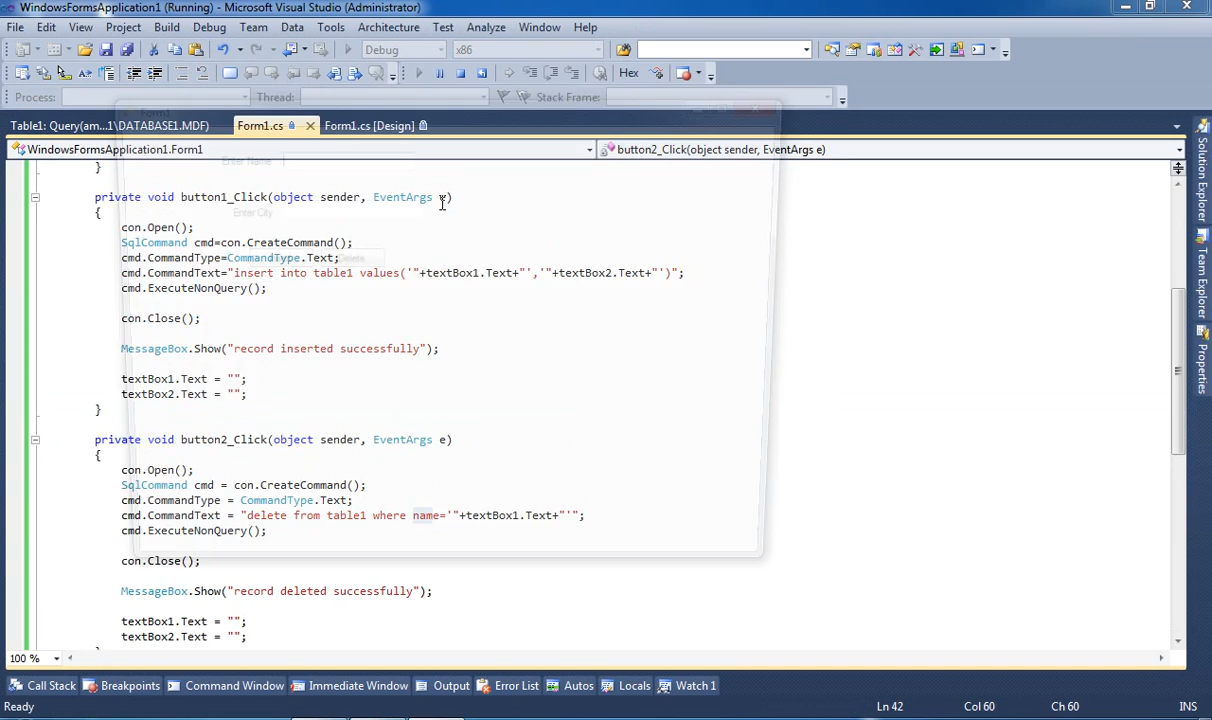 WindowsFormsApplication1 (Running) - Microsoft Visual Studio (Administrator)
File Edit View Project Build Debug Team Data Tools Architecture Test Analyze Window Help
Debug x86
Hex
Process: Thread: Stack Frame:
Table1: Query(am...1\DATABASE1.MDF) Form1.cs Form1.cs [Design]
WindowsFormsApplication1.Form1 button2_Click(object sender, EventArgs e)
Form1
Enter Name
}
private void button1_Click(object sender, EventArgs e)
Enter City
{
con.Open();
SqlCommand cmd=con.CreateCommand();
cmd.CommandType=CommandType.Text;
Delete
cmd.CommandText="insert into table1 values('"+textBox1.Text+"','"+textBox2.Text+"')";
cmd.ExecuteNonQuery();
con.Close();
MessageBox.Show("record inserted successfully");
textBox1.Text = "";
textBox2.Text = "";
}
private void button2_Click(object sender, EventArgs e)
{
con.Open();
SqlCommand cmd = con.CreateCommand();
cmd.CommandType = CommandType.Text;
cmd.CommandText = "delete from table1 where name='"+textBox1.Text+"'";
cmd.ExecuteNonQuery();
con.Close();
MessageBox.Show("record deleted successfully");
textBox1.Text = "";
textBox2.Text = "";
100 %
Solution Explorer
Team Explorer
Properties
Call Stack Breakpoints Command Window Immediate Window Output Error List Autos Locals Watch 1
Ready Ln 42 Col 60 Ch 60 INS